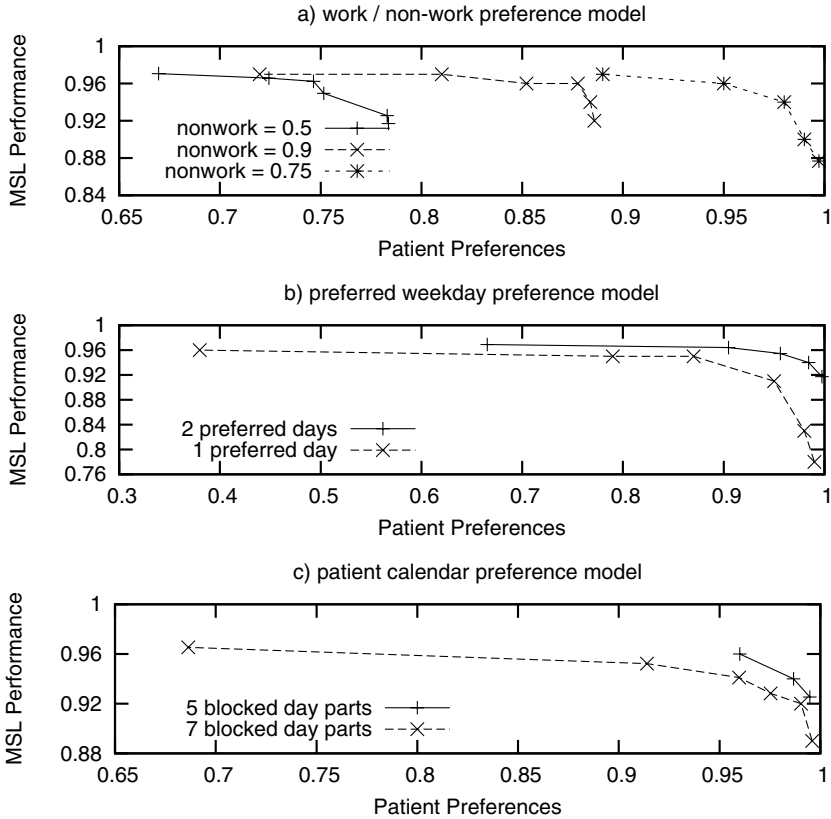 a) work / non-work preference model
MSL Performance
1
0.96
0.92
0.88
0.84
nonwork = 0.5
nonwork = 0.9
nonwork = 0.75
0.65 0.7 0.75 0.8 0.85 0.9 0.95 1
Patient Preferences
b) preferred weekday preference model
MSL Performance
1
0.96
0.92
0.88
0.84
0.8
0.76
2 preferred days
1 preferred day
0.3 0.4 0.5 0.6 0.7 0.8 0.9 1
Patient Preferences
c) patient calendar preference model
MSL Performance
1
0.96
0.92
0.88
5 blocked day parts
7 blocked day parts
0.65 0.7 0.75 0.8 0.85 0.9 0.95 1
Patient Preferences